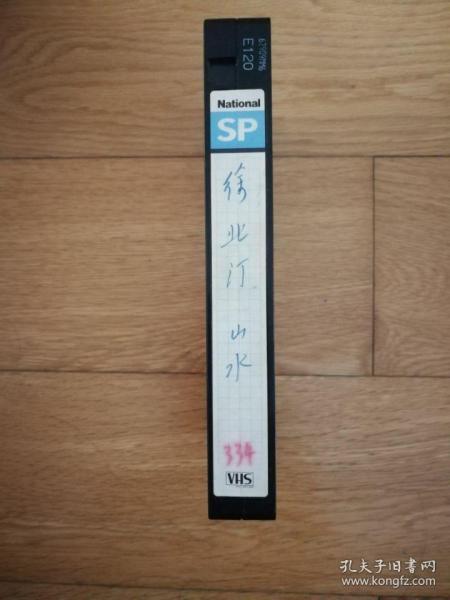 E120
National
SP
徐北汀 山水
334
VHS
孔夫子旧书网
www.kongfz.com